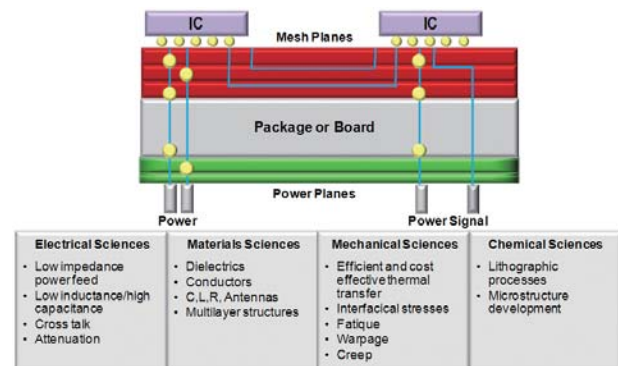 IC IC
Mesh Planes
Package or Board
Power Planes
Power Power Signal
Electrical Sciences
• Low impedance
power feed
• Low inductance/high
capacitance
• Cross talk
• Attenuation
Materials Sciences
• Dielectrics
• Conductors
• C,L,R, Antennas
• Multilayer structures
Mechanical Sciences
• Efficient and cost
effective thermal
transfer
• Interfacical stresses
• Fatique
• Warpage
• Creep
Chemical Sciences
• Lithographic
processes
• Microstructure
development